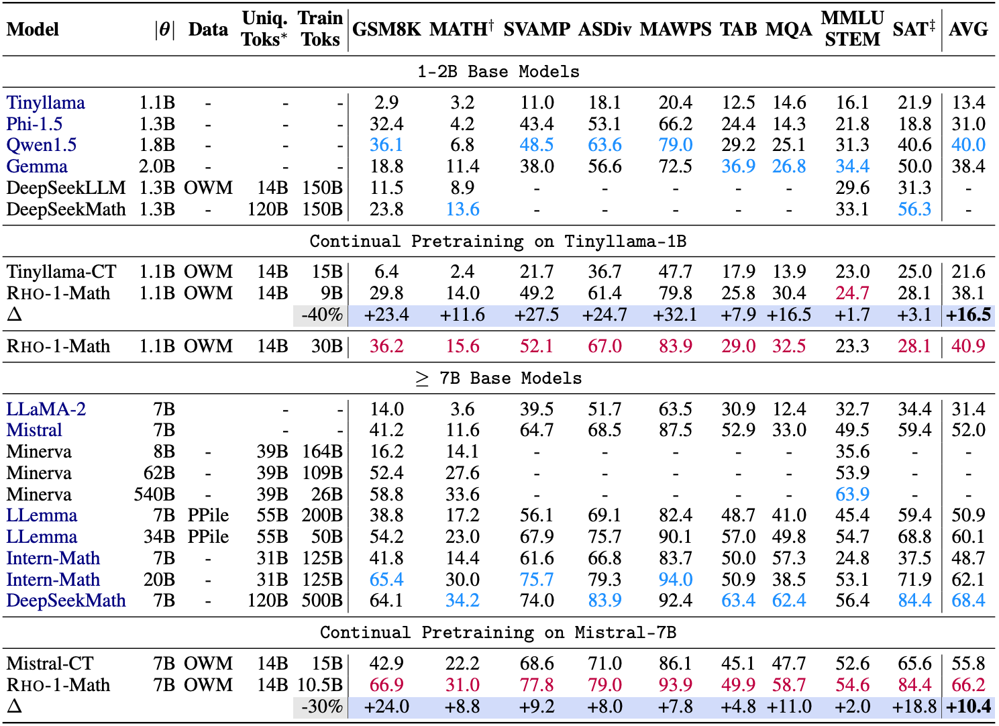 Model |θ| Data Uniq. Toks* Train Toks GSM8K MATH† SVAMP ASDiv MAWPS TAB MQA MMLU STEM SAT‡ AVG
1-2B Base Models
Tinyllama 1.1B - - - 2.9 3.2 11.0 18.1 20.4 12.5 14.6 16.1 21.9 13.4
Phi-1.5 1.3B - - - 32.4 4.2 43.4 53.1 66.2 24.4 14.3 21.8 18.8 31.0
Qwen1.5 1.8B - - - 36.1 6.8 48.5 63.6 79.0 29.2 25.1 31.3 40.6 40.0
Gemma 2.0B - - - 18.8 11.4 38.0 56.6 72.5 36.9 26.8 34.4 50.0 38.4
DeepSeekLLM 1.3B OWM 14B 150B 11.5 8.9 - - - - - 29.6 31.3 -
DeepSeekMath 1.3B - 120B 150B 23.8 13.6 - - - - - 33.1 56.3 -
Continual Pretraining on Tinyllama-1B
Tinyllama-CT 1.1B OWM 14B 15B 6.4 2.4 21.7 36.7 47.7 17.9 13.9 23.0 25.0 21.6
RHO-1-Math 1.1B OWM 14B 9B 29.8 14.0 49.2 61.4 79.8 25.8 30.4 24.7 28.1 38.1
Δ -40% +23.4 +11.6 +27.5 +24.7 +32.1 +7.9 +16.5 +1.7 +3.1 +16.5
RHO-1-Math 1.1B OWM 14B 30B 36.2 15.6 52.1 67.0 83.9 29.0 32.5 23.3 28.1 40.9
≥ 7B Base Models
LLaMA-2 7B - - 14.0 3.6 39.5 51.7 63.5 30.9 12.4 32.7 34.4 31.4
Mistral 7B - - 41.2 11.6 64.7 68.5 87.5 52.9 33.0 49.5 59.4 52.0
Minerva 8B - 39B 164B 16.2 14.1 - - - - - 35.6 - -
Minerva 62B - 39B 109B 52.4 27.6 - - - - - 53.9 - -
Minerva 540B - 39B 26B 58.8 33.6 - - - - - 63.9 - -
LLemma 7B PPile 55B 200B 38.8 17.2 56.1 69.1 82.4 48.7 41.0 45.4 59.4 50.9
LLemma 34B PPile 55B 50B 54.2 23.0 67.9 75.7 90.1 57.0 49.8 54.7 68.8 60.1
Intern-Math 7B - 31B 125B 41.8 14.4 61.6 66.8 83.7 50.0 57.3 24.8 37.5 48.7
Intern-Math 20B - 31B 125B 65.4 30.0 75.7 79.3 94.0 50.9 38.5 53.1 71.9 62.1
DeepSeekMath 7B - 120B 500B 64.1 34.2 74.0 83.9 92.4 63.4 62.4 56.4 84.4 68.4
Continual Pretraining on Mistral-7B
Mistral-CT 7B OWM 14B 15B 42.9 22.2 68.6 71.0 86.1 45.1 47.7 52.6 65.6 55.8
RHO-1-Math 7B OWM 14B 10.5B 66.9 31.0 77.8 79.0 93.9 49.9 58.7 54.6 84.4 66.2
Δ -30% +24.0 +8.8 +9.2 +8.0 +7.8 +4.8 +11.0 +2.0 +18.8 +10.4